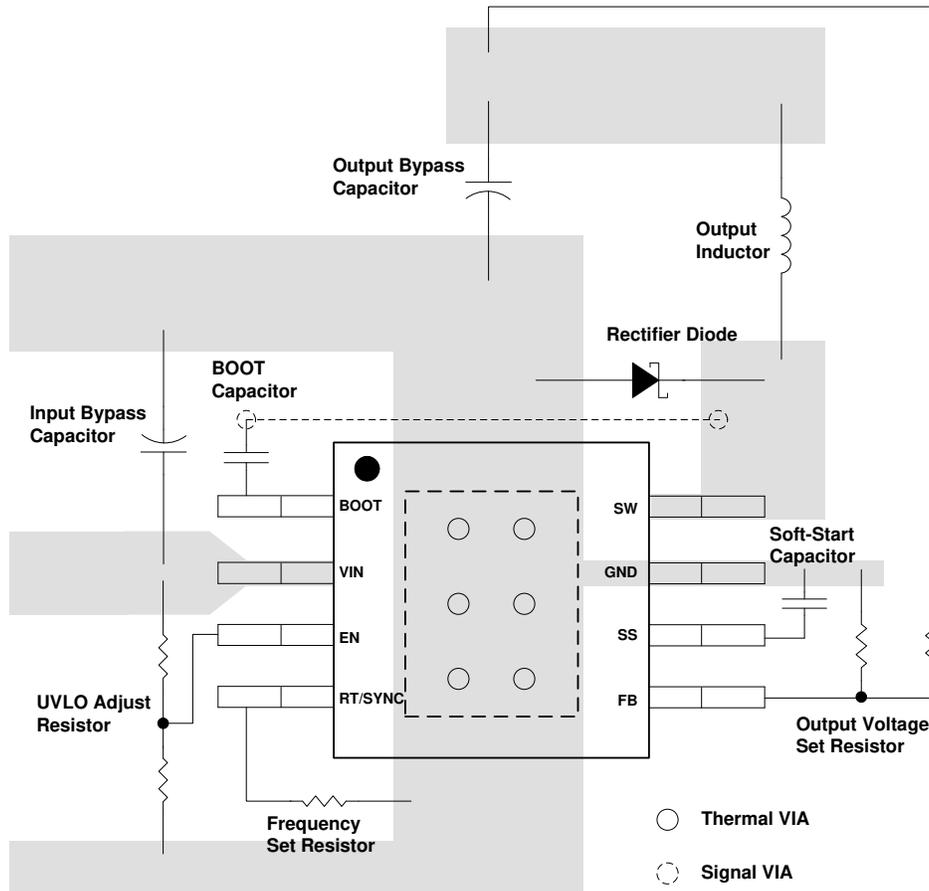 Output Bypass
Capacitor
Output
Inductor
Rectifier Diode
BOOT
Capacitor
Input Bypass
Capacitor
BOOT
SW
Soft-Start
Capacitor
VIN
GND
EN
SS
RT/SYNC
FB
UVLO Adjust
Resistor
Output Voltage
Set Resistor
Frequency
Set Resistor
Thermal VIA
Signal VIA